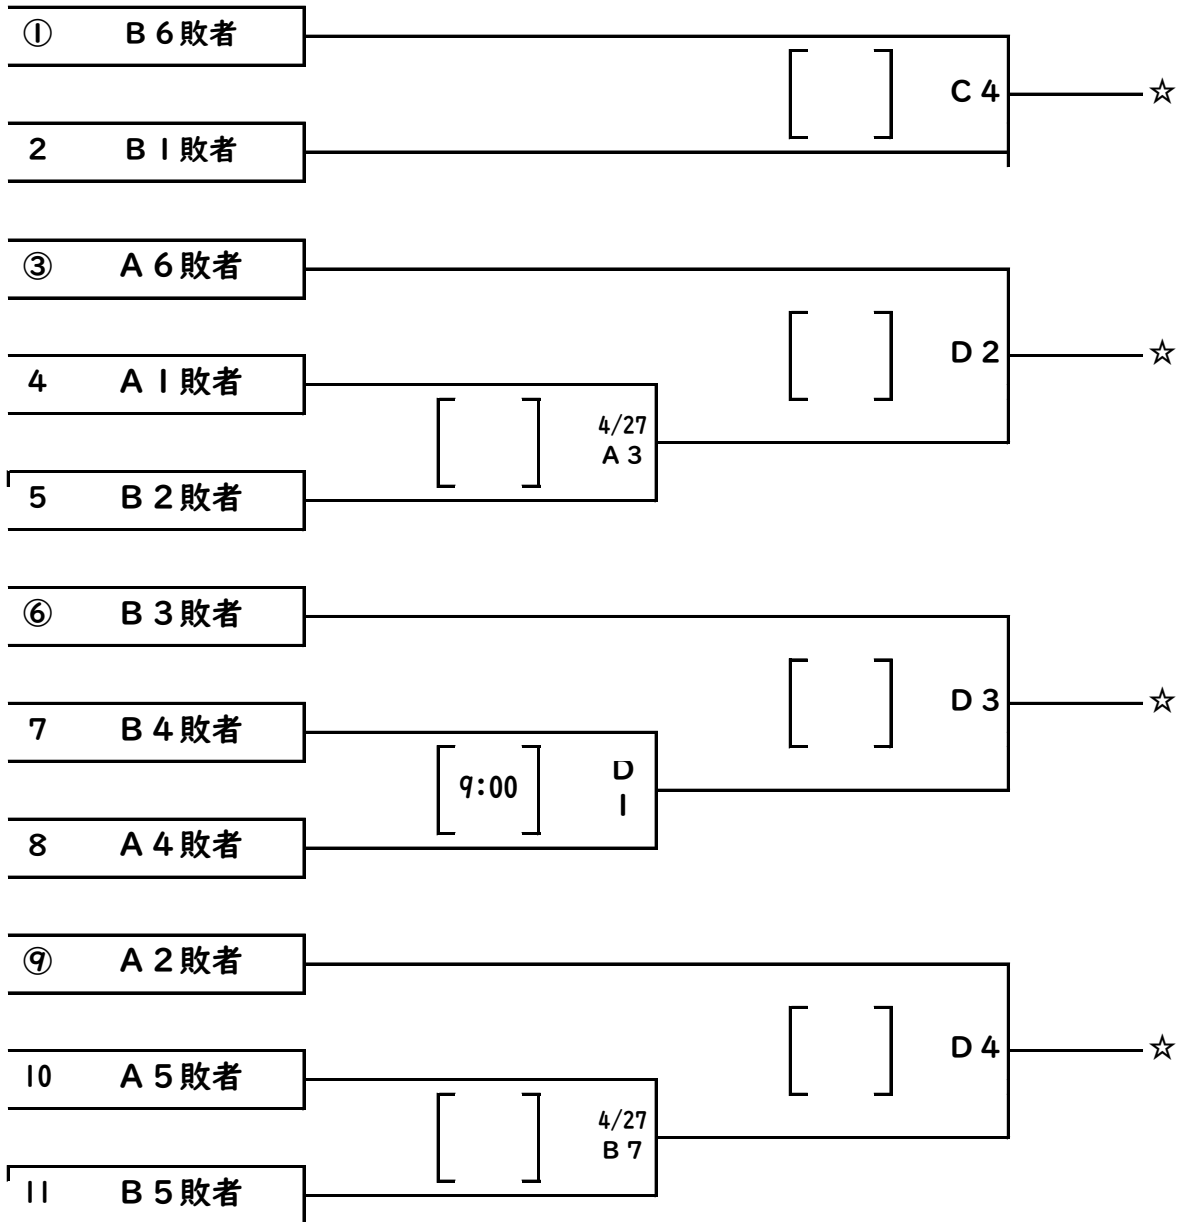 ① B6敗者
C4 ☆
2 B1敗者
③ A6敗者
D2 ☆
4 A1敗者
4/27
A3
5 B2敗者
⑥ B3敗者
D3 ☆
7 B4敗者
9:00
D
1
8 A4敗者
⑨ A2敗者
D4 ☆
10 A5敗者
4/27
B7
11 B5敗者